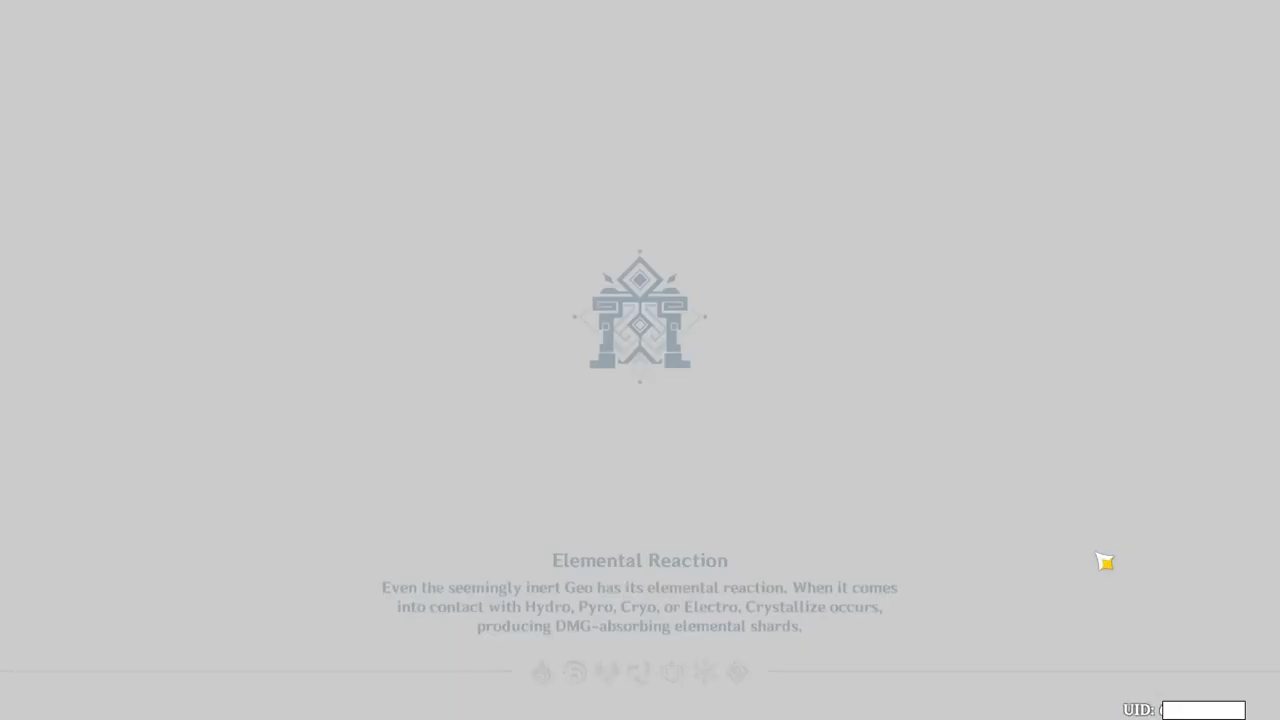 Elemental Reaction
Even the seemingly inert Geo has its elemental reaction. When it comes
into contact with Hydro, Pyro, Cryo, or Electro, Crystallize occurs,
producing DMG-absorbing elemental shards.
UID: